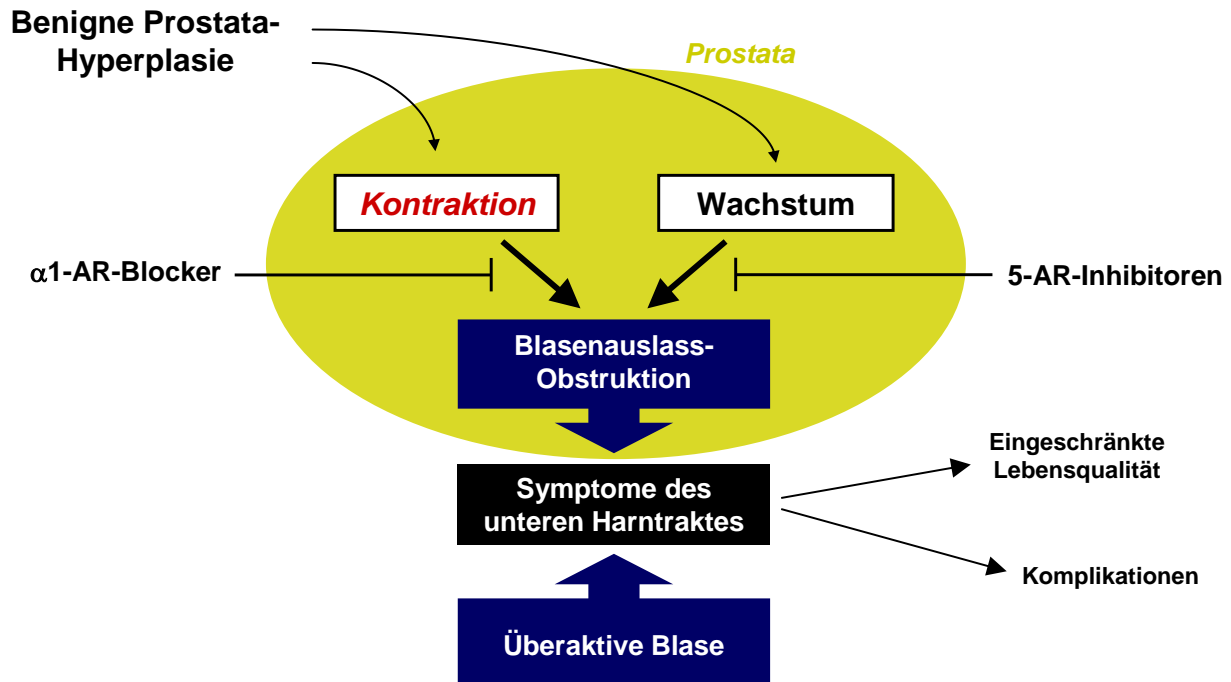 Benigne Prostata-
Hyperplasie
Prostata
Kontraktion
Wachstum
α1-AR-Blocker
5-AR-Inhibitoren
Blasenauslass-
Obstruktion
Eingeschränkte
Lebensqualität
Symptome des
unteren Harntraktes
Komplikationen
Überaktive Blase